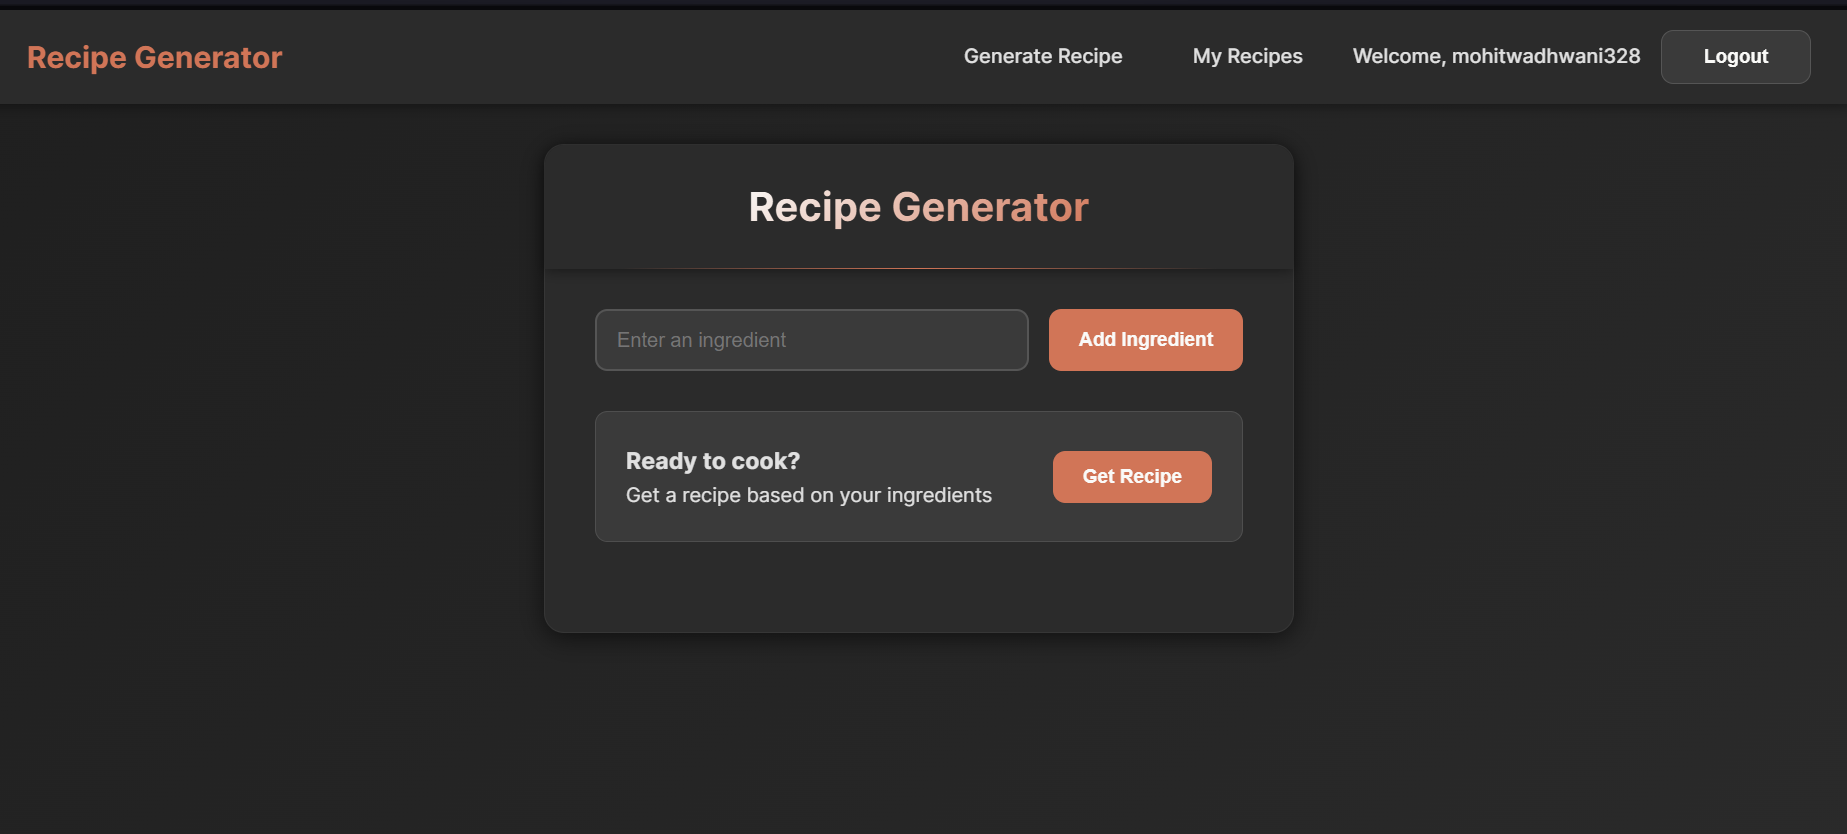 Recipe Generator
Generate Recipe
My Recipes
Welcome, mohitwadhwani328
Logout
Recipe Generator
Enter an ingredient
Add Ingredient
Ready to cook?
Get a recipe based on your ingredients
Get Recipe